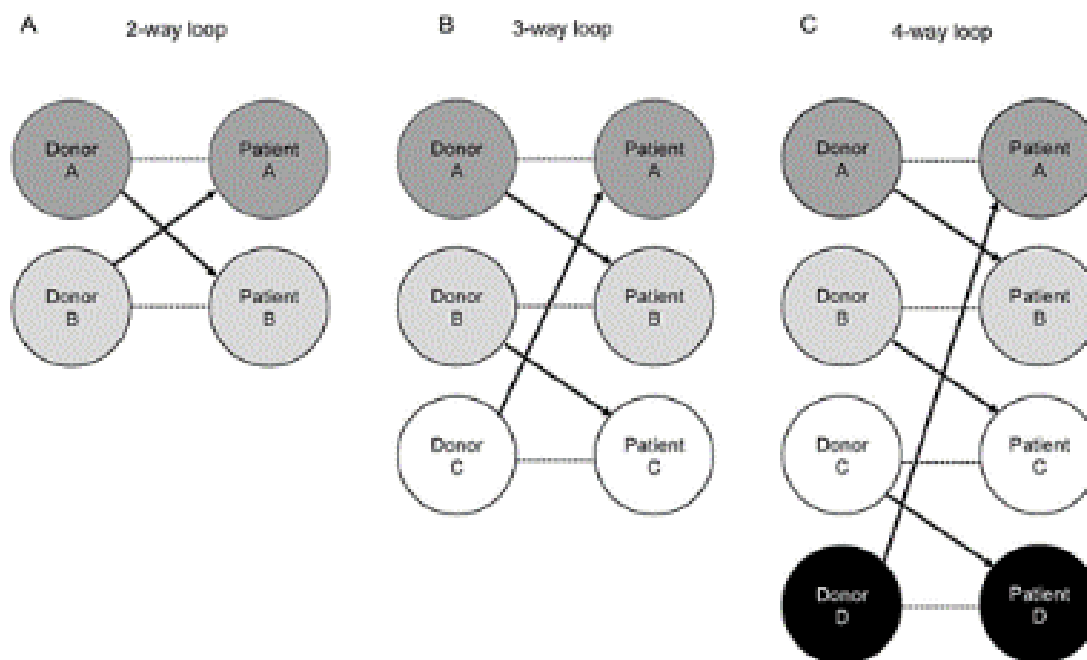 A 2-way loop
B 3-way loop
C 4-way loop
Donor
A
Patient
A
Donor
B
Patient
B
Donor
A
Patient
A
Donor
B
Patient
B
Donor
C
Patient
C
Donor
A
Patient
A
Donor
B
Patient
B
Donor
C
Patient
C
Donor
D
Patient
D